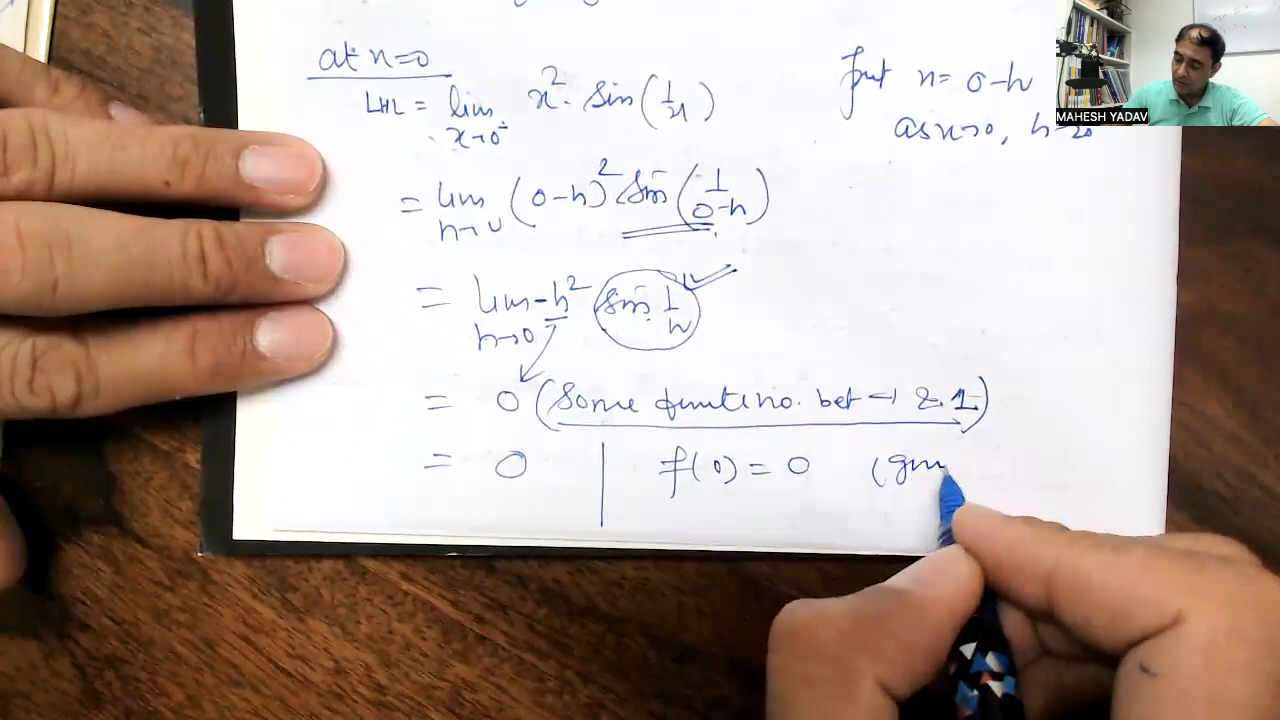 at x=0
LHL = lim x→0⁻ x². sin(1/x)
put x = 0-h
as x→0, h→0
= lim h→0 (0-h)² sin(1/0-h)
= lim h→0 -h² sin 1/h
= 0 (Some finite no. bet -1 & 1)
= 0 | f(0) = 0
MAHESH YADAV